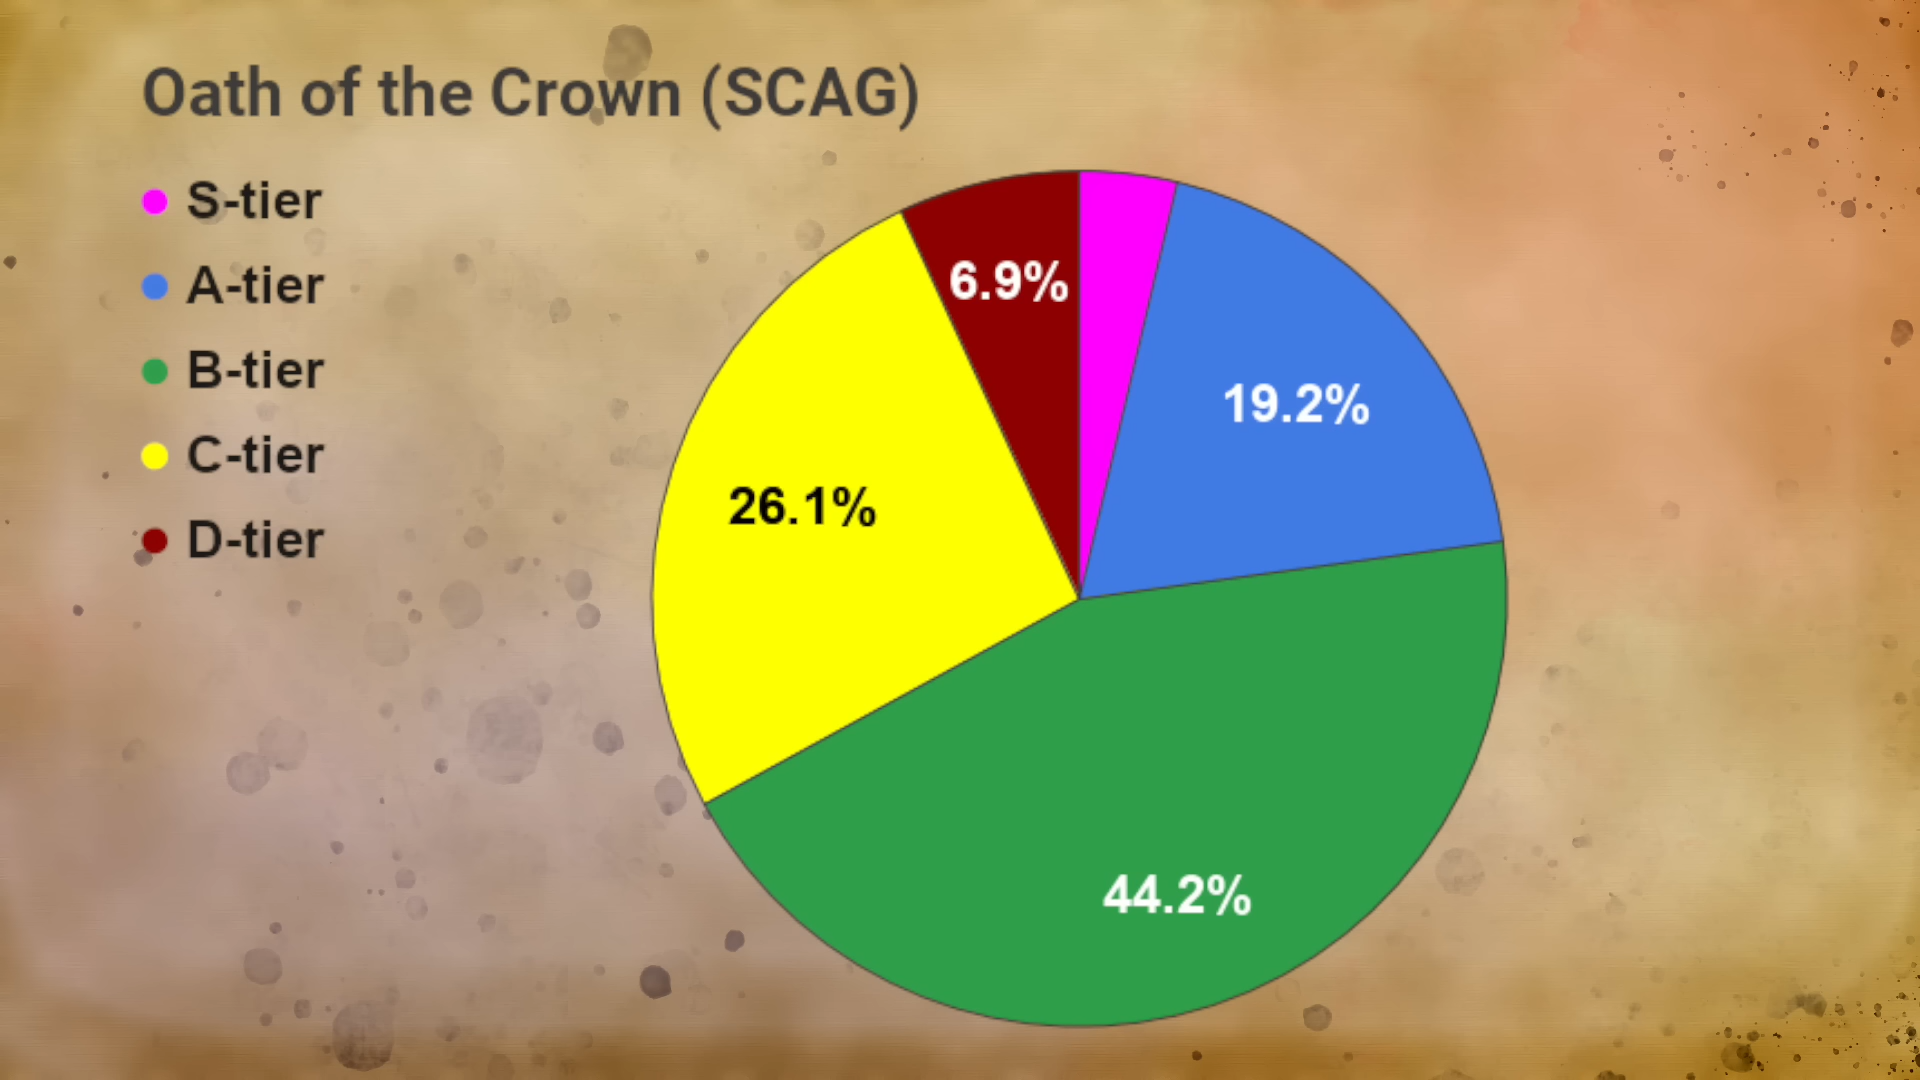 Oath of the Crown (SCAG)
S-tier
A-tier
B-tier
C-tier
D-tier
6.9%
19.2%
26.1%
44.2%